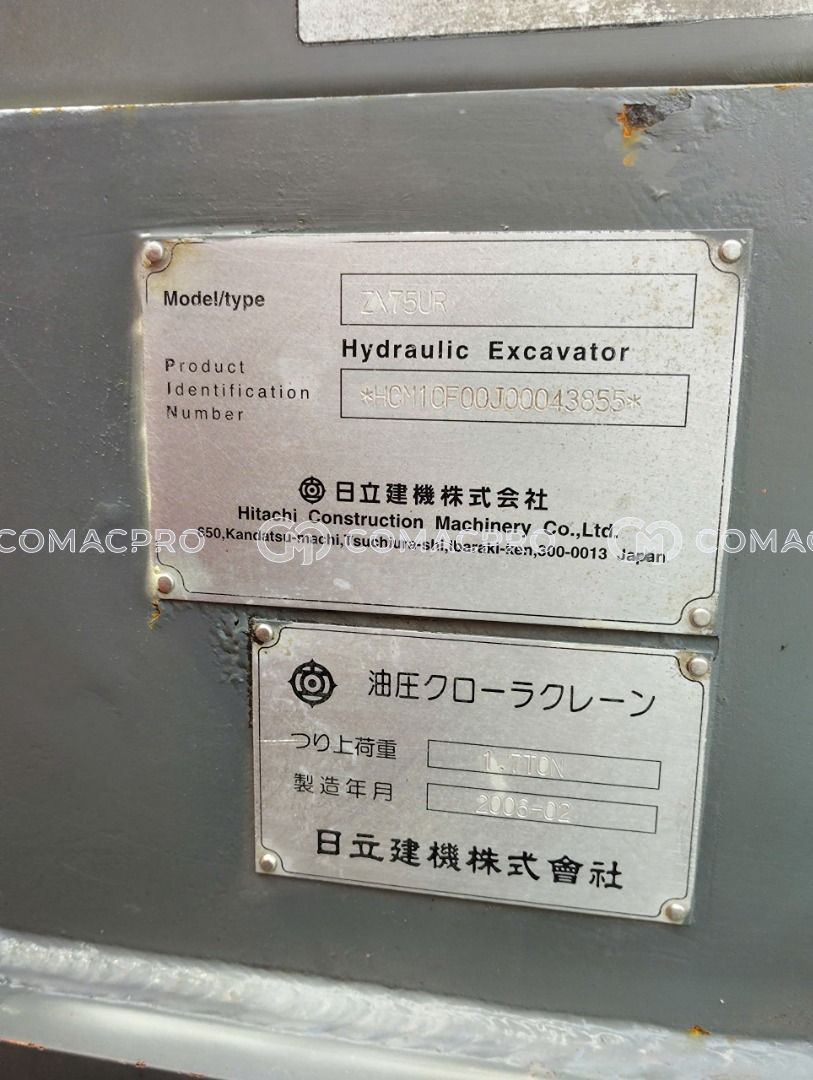 Model/type ZX75UR
Hydraulic Excavator
Product
Identification
Number
*HCM1CF00J00043855*
日立建機株式会社
Hitachi Construction Machinery Co.,Ltd.
650,Kandatsu-machi,Tsuchiura-shi,Ibaraki-ken,300-0013 Japan
COMACPRO COMACPRO COMACPRO
油圧クローラクレーン
つり上荷重 1.7TON
製造年月 2006-02
日立建機株式會社